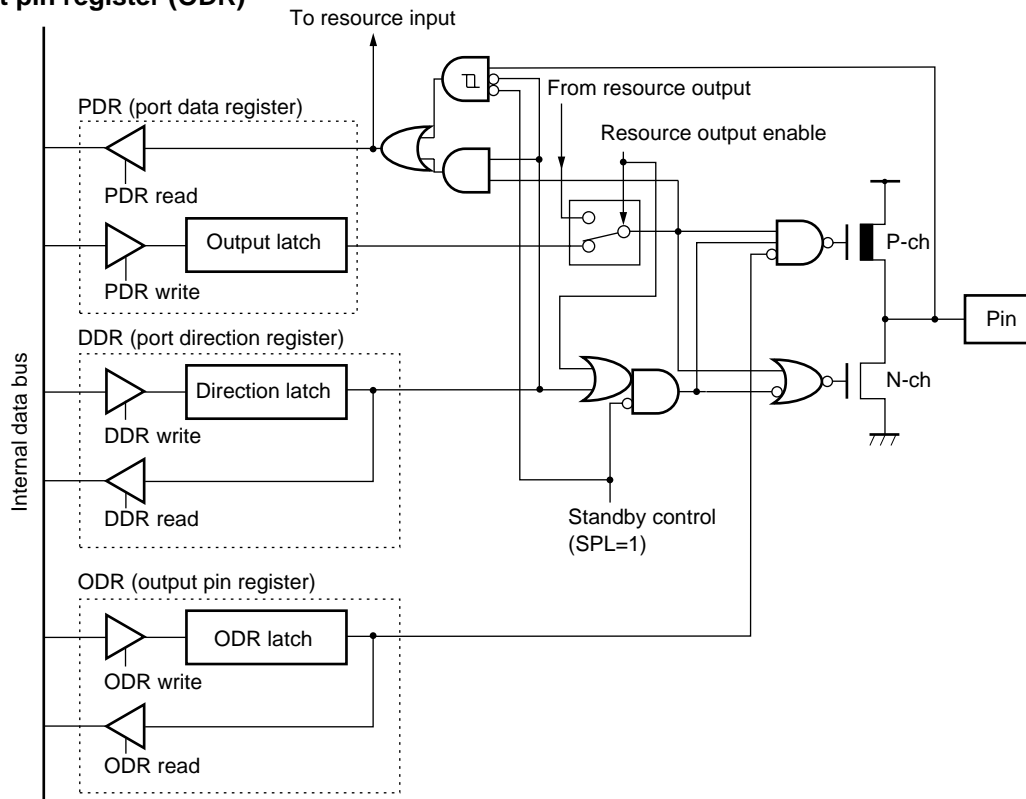 pin register (ODR)
To resource input
From resource output
PDR (port data register)
Resource output enable
PDR read
Output latch
P-ch
PDR write
Pin
DDR (port direction register)
Direction latch
N-ch
DDR write
Internal data bus
DDR read
Standby control
(SPL=1)
ODR (output pin register)
ODR latch
ODR write
ODR read